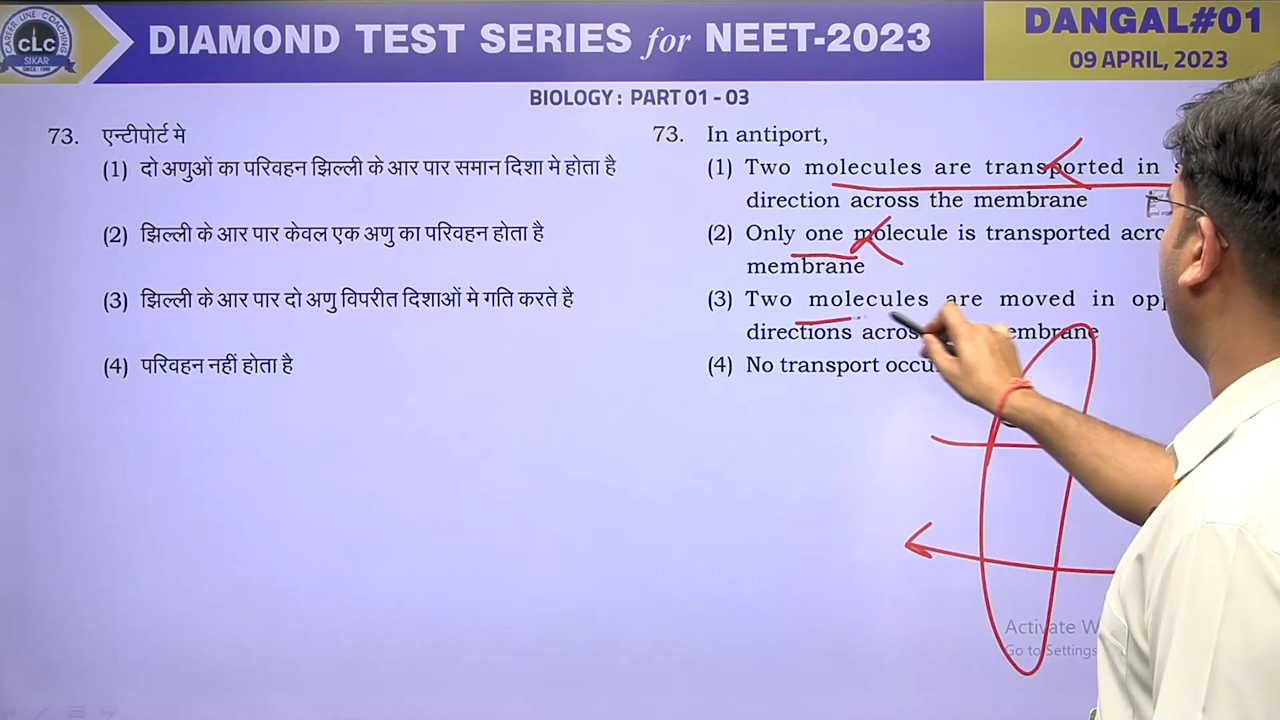 CAREER LINE COACHING
CLC
SIKAR
DIAMOND TEST SERIES for NEET-2023
DANGAL#01
09 APRIL, 2023
BIOLOGY : PART 01 - 03
73. एन्टीपोर्ट मे
(1) दो अणुओं का परिवहन झिल्ली के आर पार समान दिशा मे होता है
(2) झिल्ली के आर पार केवल एक अणु का परिवहन होता है
(3) झिल्ली के आर पार दो अणु विपरीत दिशाओं मे गति करते है
(4) परिवहन नहीं होता है
73. In antiport,
(1) Two molecules are transported in
direction across the membrane
(2) Only one molecule is transported
membrane
(3) Two molecules are moved in
directions
(4) No transport
Activate
Go to Settings